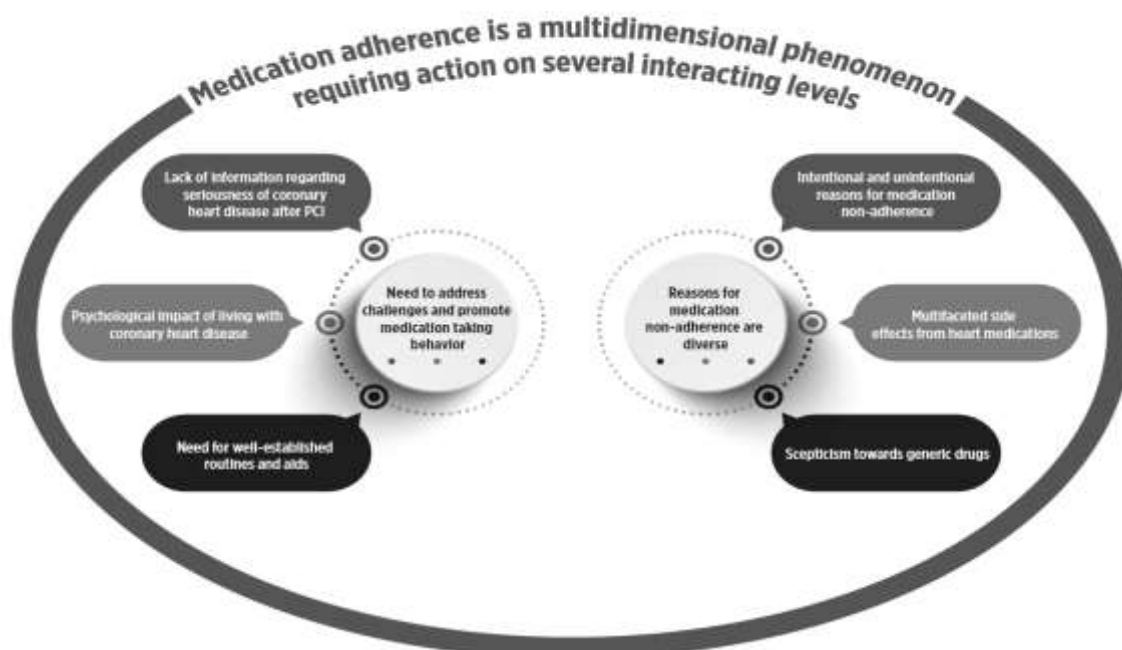 Medication adherence is a multidimensional phenomenon
requiring action on several interacting levels
Lack of information regarding
seriousness of coronary
heart disease after PCI
Psychological impact of living with
coronary heart disease
Need for well-established
routines and aids
Need to address
challenges and promote
medication taking
behavior
Reasons for
medication
non-adherence are
diverse
Intentional and unintentional
reasons for medication
non-adherence
Multifaceted side
effects from heart medications
Scepticism towards generic drugs